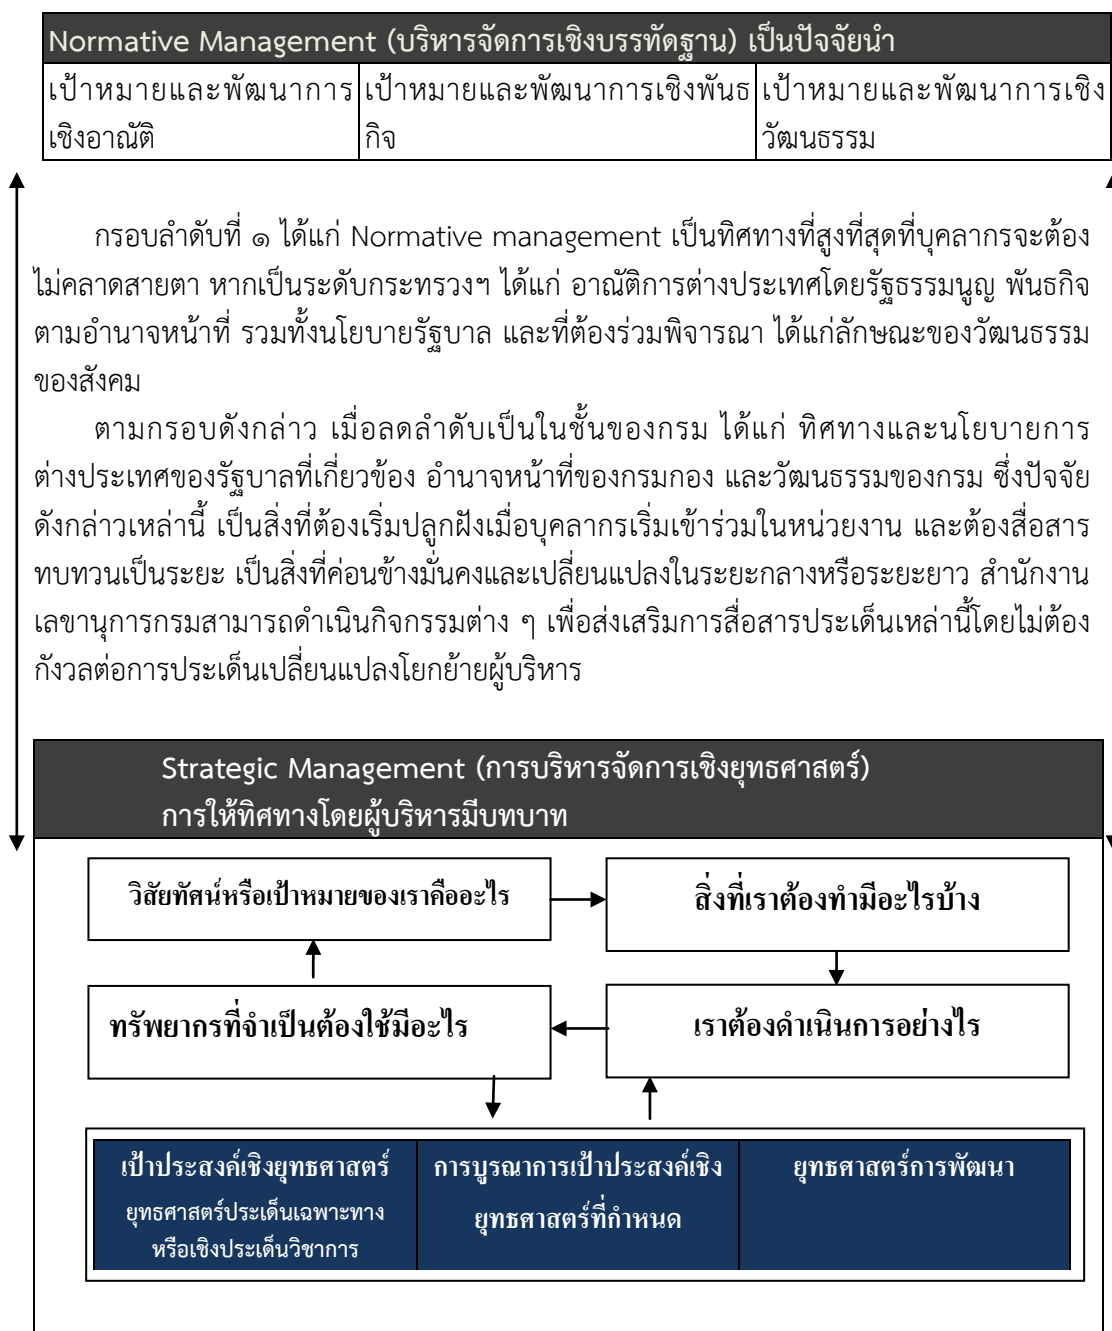 Normative Management (บริหารจัดการเชิงบรรทัดฐาน) เป็นปัจจัยนำ
เป้าหมายและพัฒนาการ
เชิงอาณัติ
เป้าหมายและพัฒนาการเชิงพันธ
กิจ
เป้าหมายและพัฒนาการเชิง
วัฒนธรรม
กรอบลำดับที่ ๑ ได้แก่ Normative management เป็นทิศทางที่สูงที่สุดที่บุคลากรจะต้อง
ไม่คลาดสายตา หากเป็นระดับกระทรวงฯ ได้แก่ อาณัติการต่างประเทศโดยรัฐธรรมนูญ พันธกิจ
ตามอำนาจหน้าที่ รวมทั้งนโยบายรัฐบาล และที่ต้องร่วมพิจารณา ได้แก่ลักษณะของวัฒนธรรม
ของสังคม
ตามกรอบดังกล่าว เมื่อลดลำดับเป็นในชั้นของกรม ได้แก่ ทิศทางและนโยบายการ
ต่างประเทศของรัฐบาลที่เกี่ยวข้อง อำนาจหน้าที่ของกรมกอง และวัฒนธรรมของกรม ซึ่งปัจจัย
ดังกล่าวเหล่านี้ เป็นสิ่งที่ต้องเริ่มปลูกฝังเมื่อบุคลากรเริ่มเข้าร่วมในหน่วยงาน และต้องสื่อสาร
ทบทวนเป็นระยะ เป็นสิ่งที่ค่อนข้างมั่นคงและเปลี่ยนแปลงในระยะกลางหรือระยะยาว สำนักงาน
เลขานุการกรมสามารถดำเนินกิจกรรมต่าง ๆ เพื่อส่งเสริมการสื่อสารประเด็นเหล่านี้โดยไม่ต้อง
กังวลต่อการประเด็นเปลี่ยนแปลงโยกย้ายผู้บริหาร
Strategic Management (การบริหารจัดการเชิงยุทธศาสตร์)
การให้ทิศทางโดยผู้บริหารมีบทบาท
วิสัยทัศน์หรือเป้าหมายของเราคืออะไร
สิ่งที่เราต้องทำมีอะไรบ้าง
ทรัพยากรที่จำเป็นต้องใช้มีอะไร
เราต้องดำเนินการอย่างไร
เป้าประสงค์เชิงยุทธศาสตร์
ยุทธศาสตร์ประเด็นเฉพาะทาง
หรือเชิงประเด็นวิชาการ
การบูรณาการเป้าประสงค์เชิง
ยุทธศาสตร์ที่กำหนด
ยุทธศาสตร์การพัฒนา